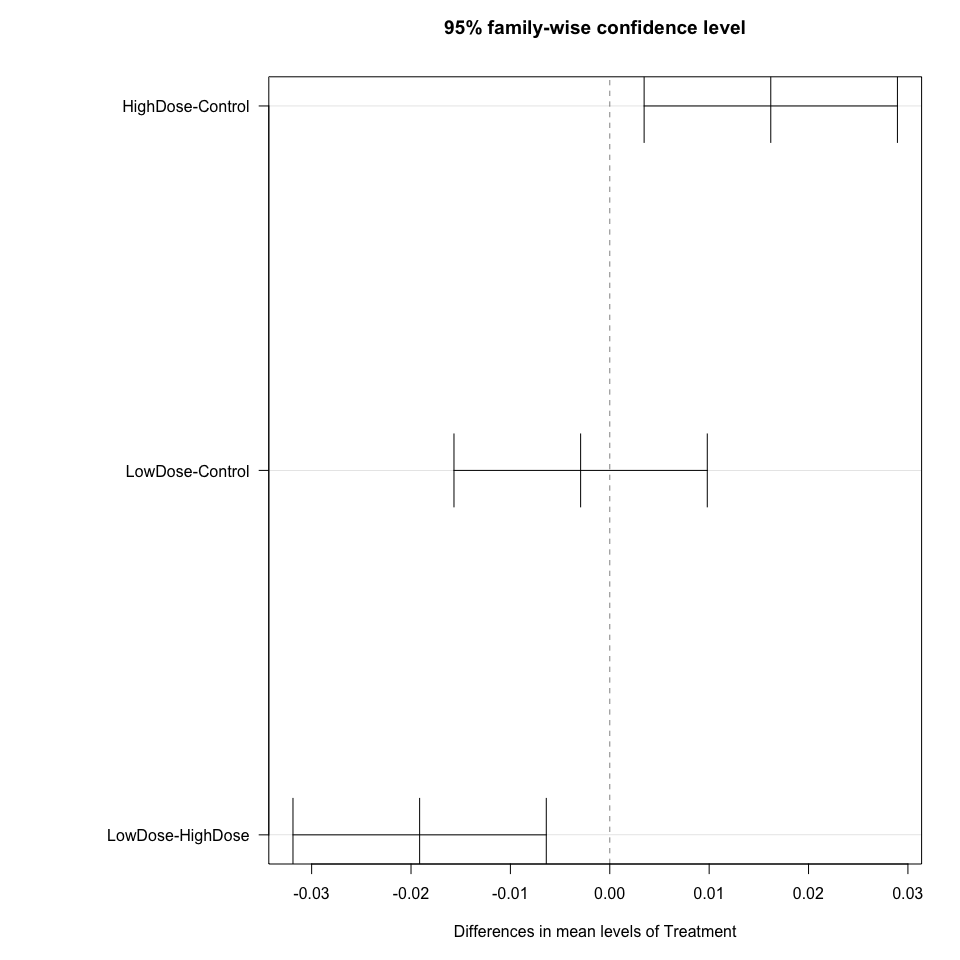 95% family-wise confidence level
HighDose-Control
LowDose-Control
LowDose-HighDose
-0.03 -0.02 -0.01 0.00 0.01 0.02 0.03
Differences in mean levels of Treatment